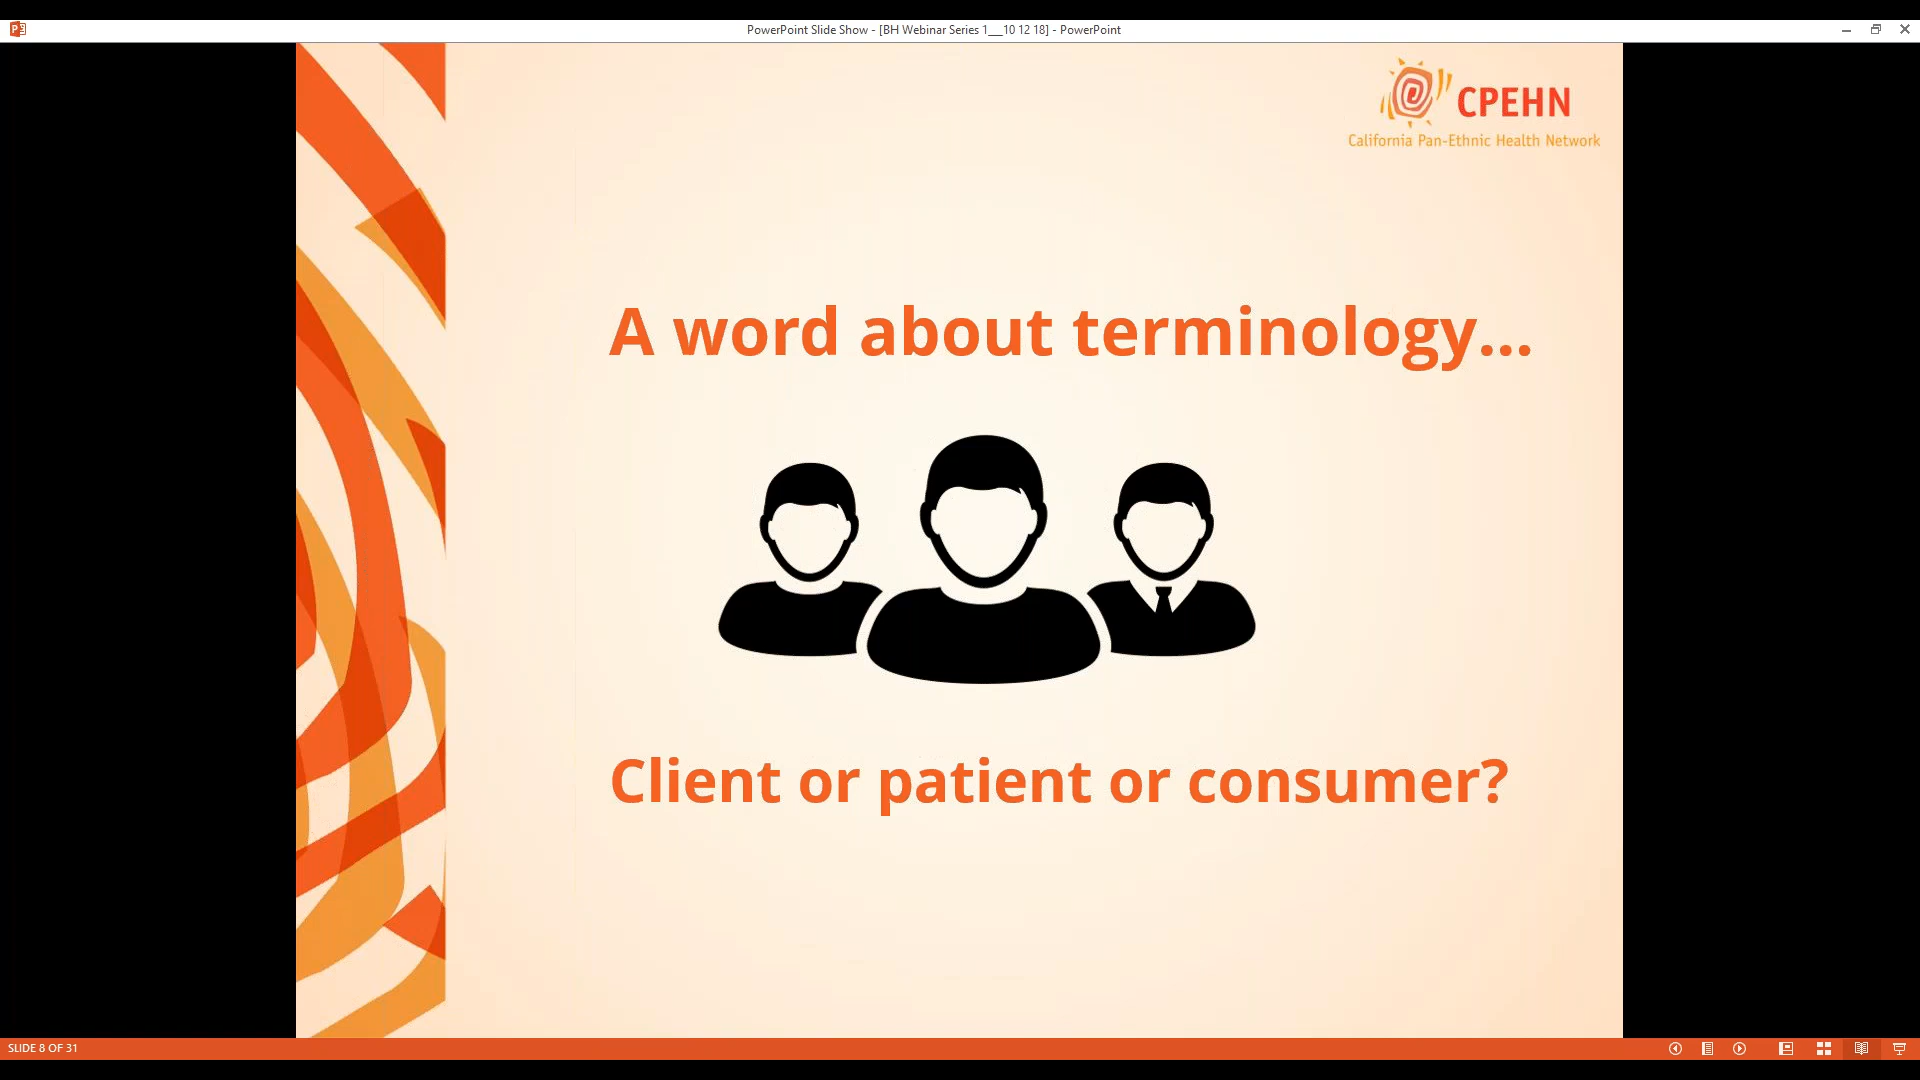 PowerPoint Slide Show - [BH Webinar Series 1___10 12 18] - PowerPoint
CPEHN
California Pan-Ethnic Health Network
A word about terminology...
Client or patient or consumer?
SLIDE 8 OF 31